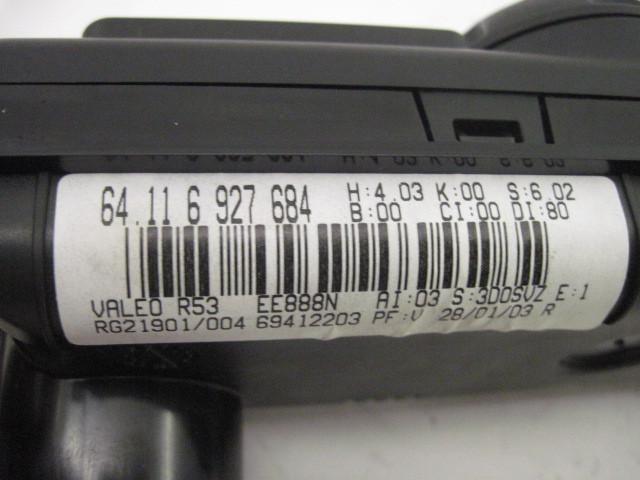 64.11 6 927 684 H:4.03 K:00 S:6.02
B:00 CI:00 DI:80
VALEO R53 EE888N AI:03 S:3D0SVZ E:1
RG21901/004 69412203 PF:V 28/01/03 R